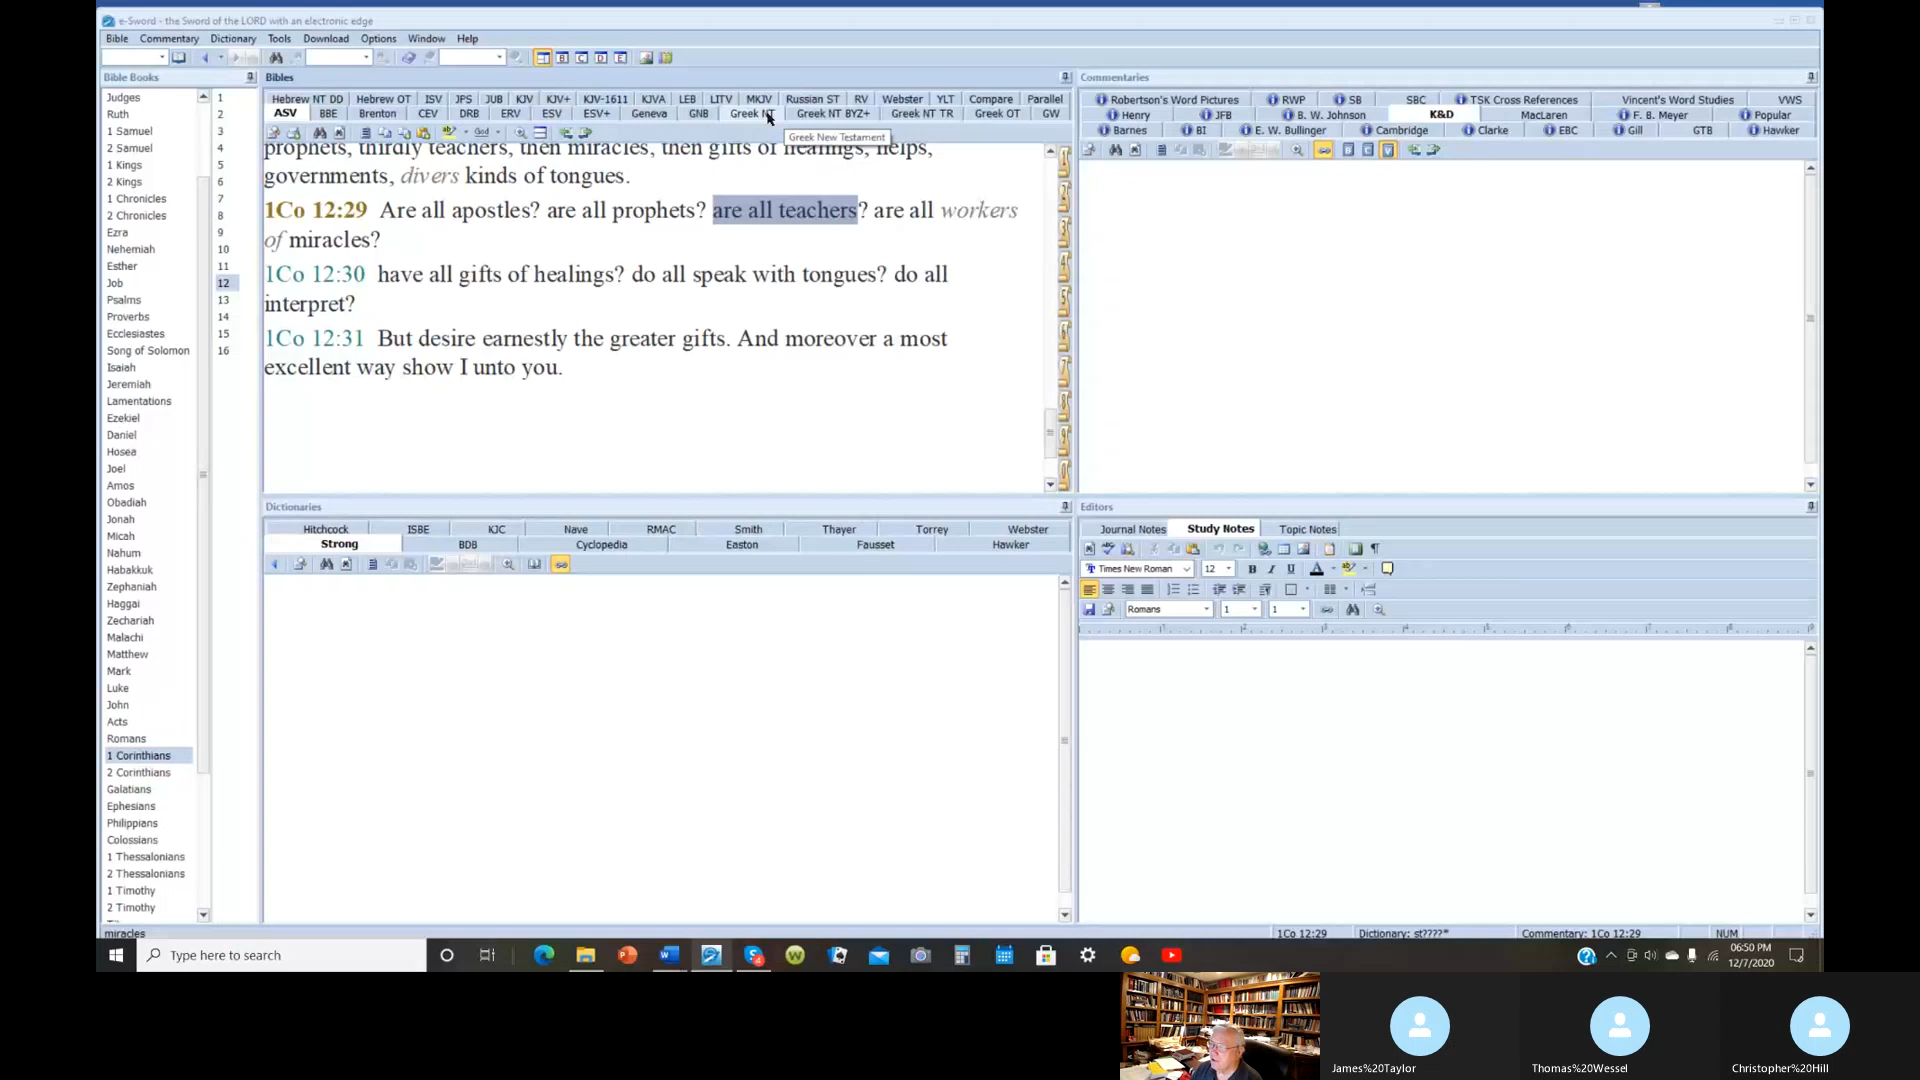 e-Sword - the Sword of the LORD with an electronic edge
Bible Commentary Dictionary Tools Download Options Window Help
Bible Books
Judges
Ruth
1 Samuel
2 Samuel
1 Kings
2 Kings
1 Chronicles
2 Chronicles
Ezra
Nehemiah
Esther
Job
Psalms
Proverbs
Ecclesiastes
Song of Solomon
Isaiah
Jeremiah
Lamentations
Ezekiel
Daniel
Hosea
Joel
Amos
Obadiah
Jonah
Micah
Nahum
Habakkuk
Zephaniah
Haggai
Zechariah
Malachi
Matthew
Mark
Luke
John
Acts
Romans
1 Corinthians
2 Corinthians
Galatians
Ephesians
Philippians
Colossians
1 Thessalonians
2 Thessalonians
1 Timothy
2 Timothy
1
2
3
4
5
6
7
8
9
10
11
12
13
14
15
16
Bibles
Hebrew NT DD Hebrew OT ISV JPS JUB KJV KJV+ KJV-1611 KJVA LEB LITV MKJV Russian ST RV Webster YLT Compare Parallel
ASV BBE Brenton CEV DRB ERV ESV ESV+ Geneva GNB Greek NT Greek NT BYZ+ Greek NT TR Greek OT GW
Greek New Testament
prophets, thirdly teachers, then miracles, then gifts of healings, helps,
governments, divers kinds of tongues.
1Co 12:29 Are all apostles? are all prophets? are all teachers? are all workers
of miracles?
1Co 12:30 have all gifts of healings? do all speak with tongues? do all
interpret?
1Co 12:31 But desire earnestly the greater gifts. And moreover a most
excellent way show I unto you.
Commentaries
Robertson's Word Pictures RWP SB SBC TSK Cross References Vincent's Word Studies VWS
Henry JFB B. W. Johnson K&D MacLaren F. B. Meyer Popular
Barnes BI E. W. Bullinger Cambridge Clarke EBC Gill GTB Hawker
Dictionaries
Hitchcock ISBE KJC Nave RMAC Smith Thayer Torrey Webster
Strong BDB Cyclopedia Easton Fausset Hawker
Editors
Journal Notes Study Notes Topic Notes
Times New Roman 12 B I U A
Romans 1 1
miracles
1Co 12:29 Dictionary: st????* Commentary: 1Co 12:29 NUM
Type here to search
06:50 PM
12/7/2020
James%20Taylor Thomas%20Wessel Christopher%20Hill